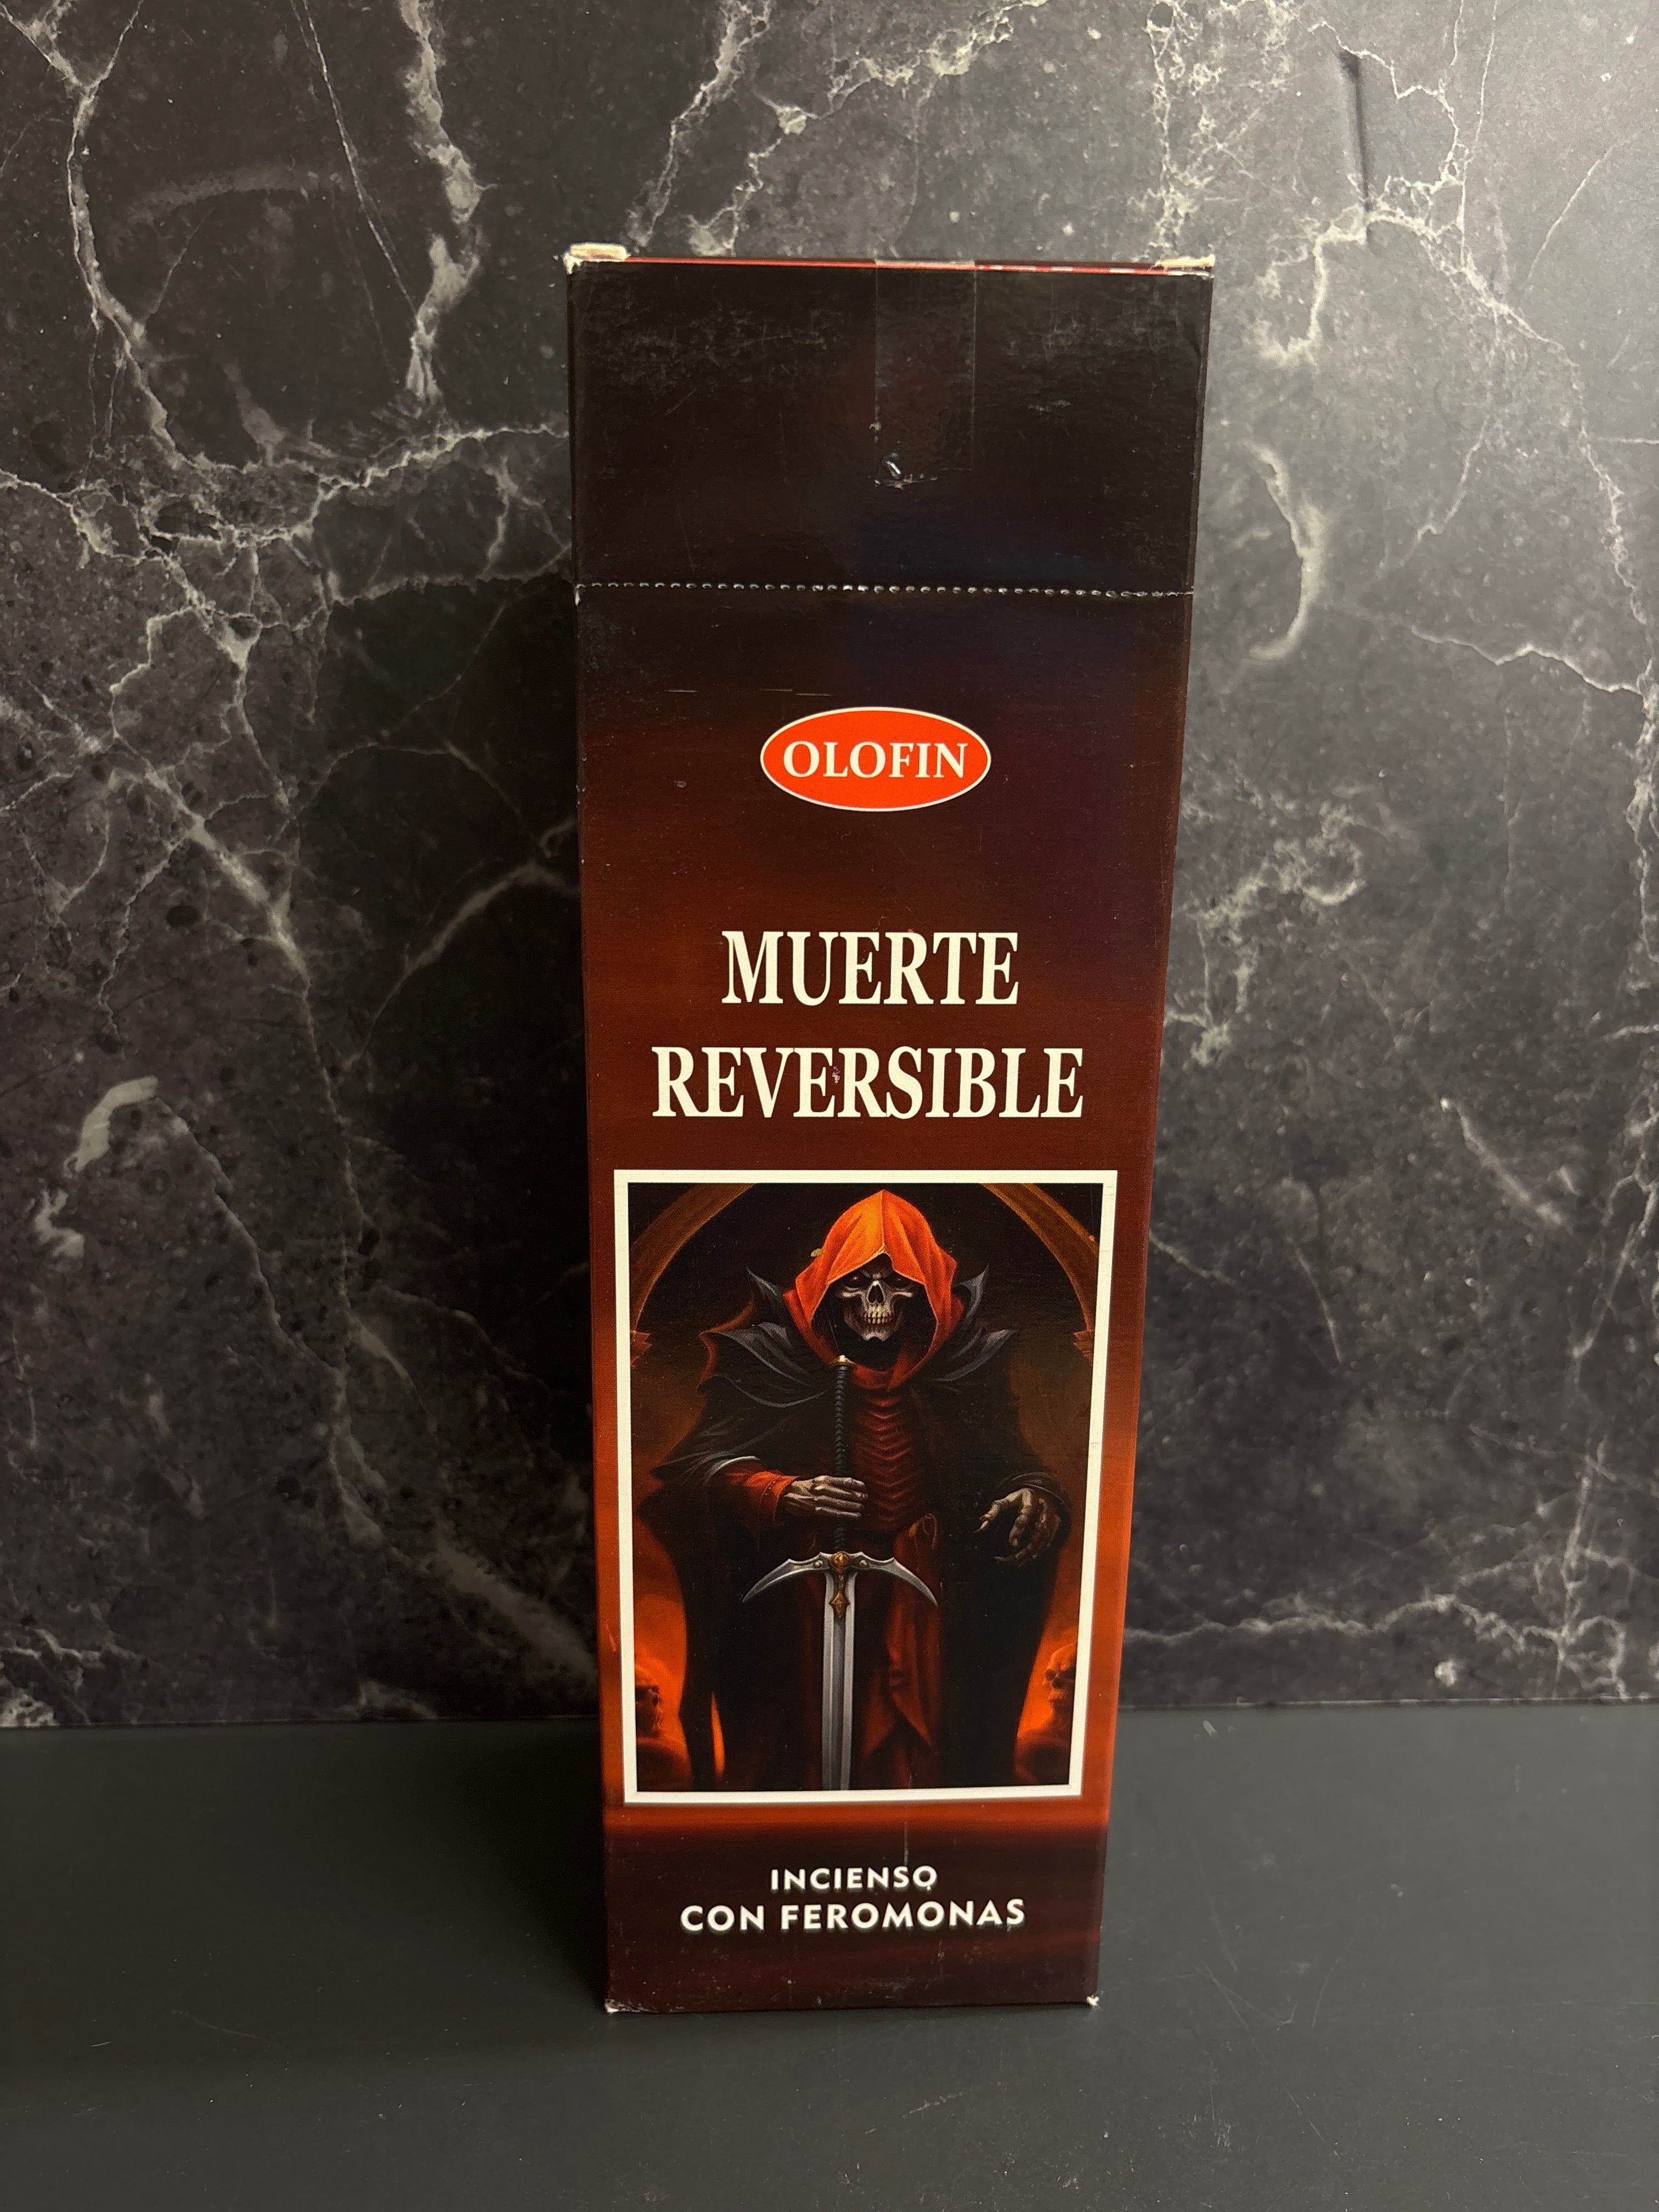 OLOFIN
MUERTE
REVERSIBLE
INCIENSO
CON FEROMONAS